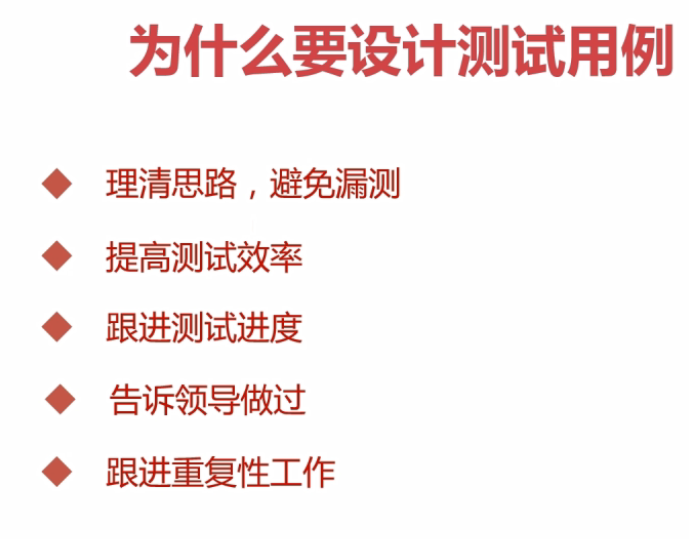 为什么要设计测试用例
理清思路，避免漏测
提高测试效率
跟进测试进度
告诉领导做过
跟进重复性工作